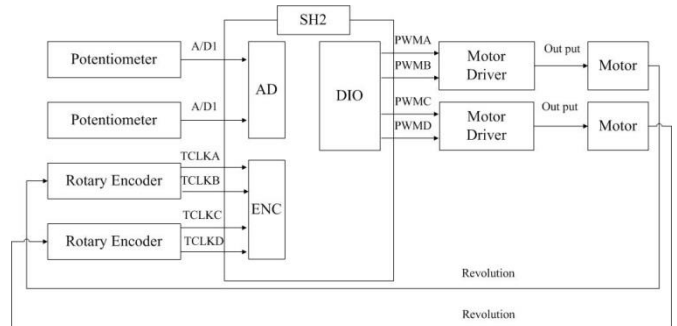 SH2
Potentiometer
A/D1
AD
DIO
PWMA
PWMB
Motor
Driver
Out put
Motor
Potentiometer
A/D1
PWMC
PWMD
Motor
Driver
Out put
Motor
Rotary Encoder
TCLKA
TCLKB
ENC
Rotary Encoder
TCLKC
TCLKD
Revolution
Revolution